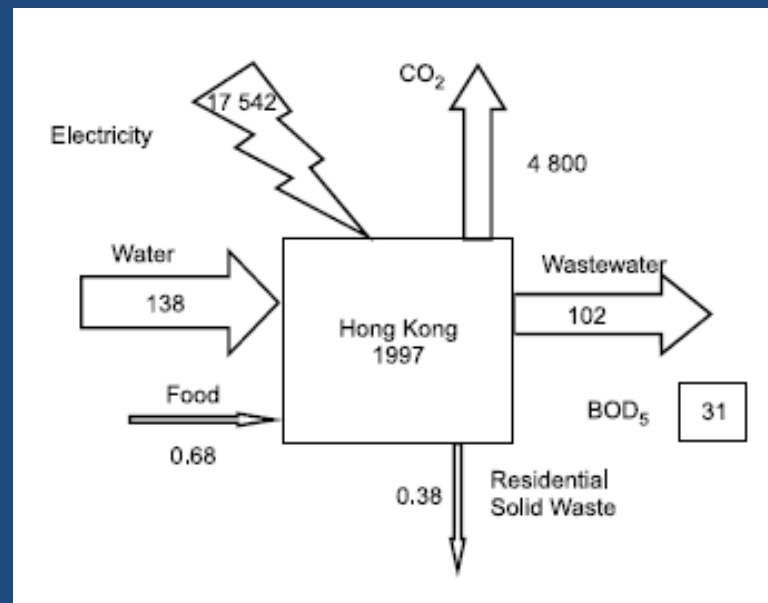 CO2
17 542
Electricity
4 800
Water
Wastewater
138
102
Hong Kong
1997
Food
BOD5
31
0.68
0.38
Residential
Solid Waste